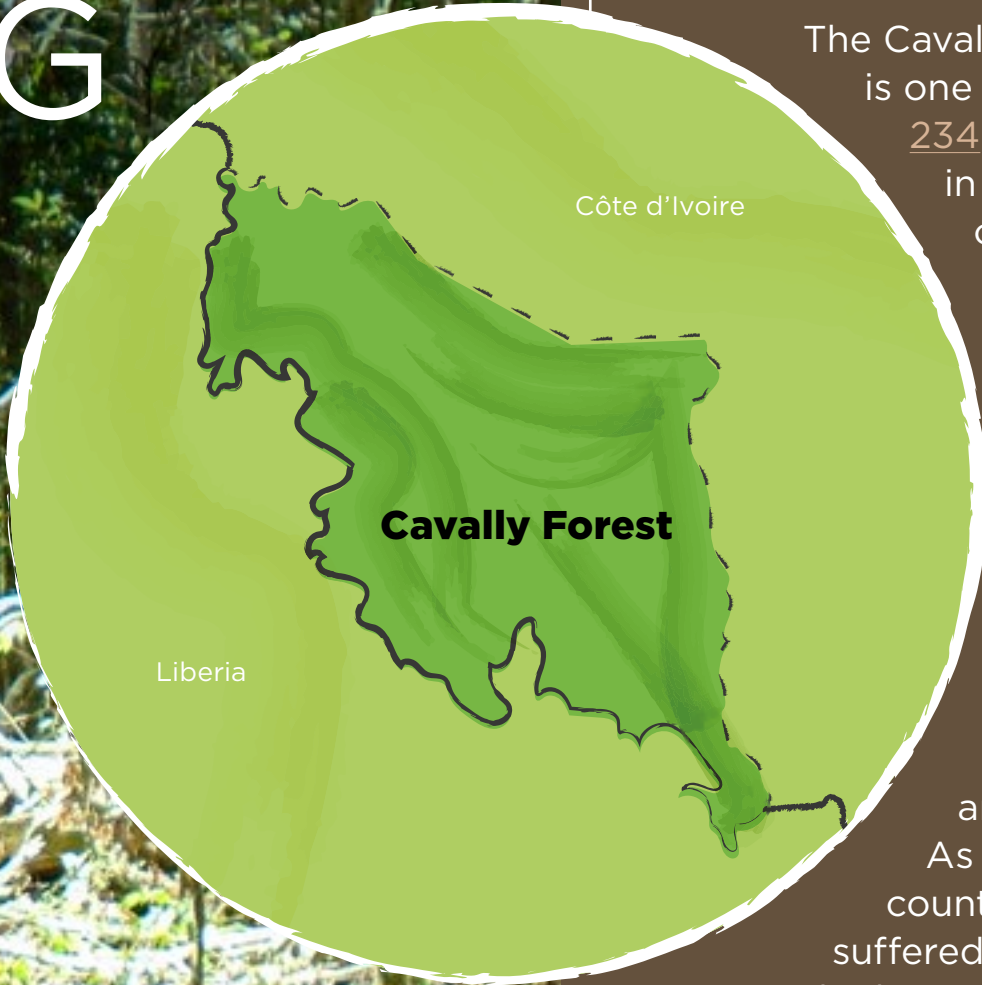 G
The Caval
is one
234
in
Côte d’Ivoire
Cavally Forest
Liberia
a
As
count
suffered